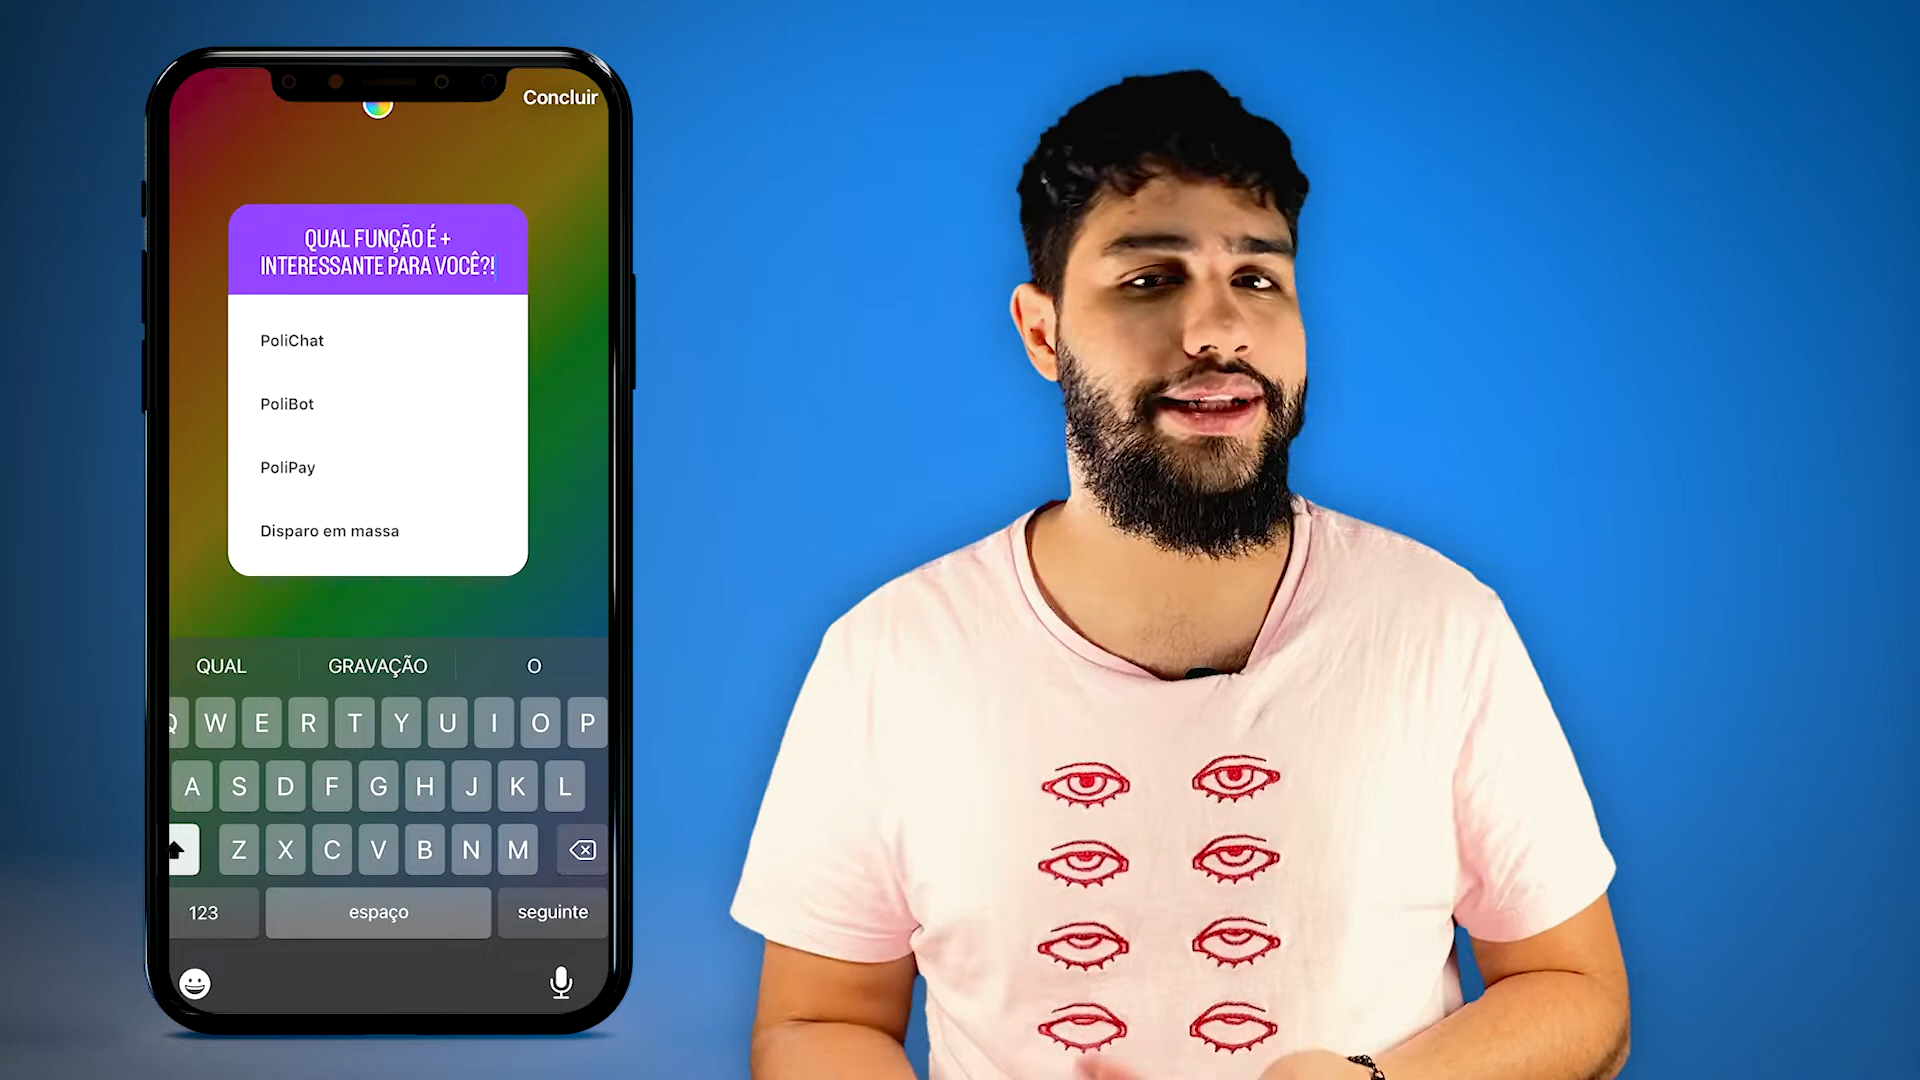 Concluir
QUAL FUNÇÃO É +
INTERESSANTE PARA VOCÊ?!
PoliChat
PoliBot
PoliPay
Disparo em massa
QUAL GRAVAÇÃO O
Q W E R T Y U I O P
A S D F G H J K L
Z X C V B N M
123 espaço seguinte